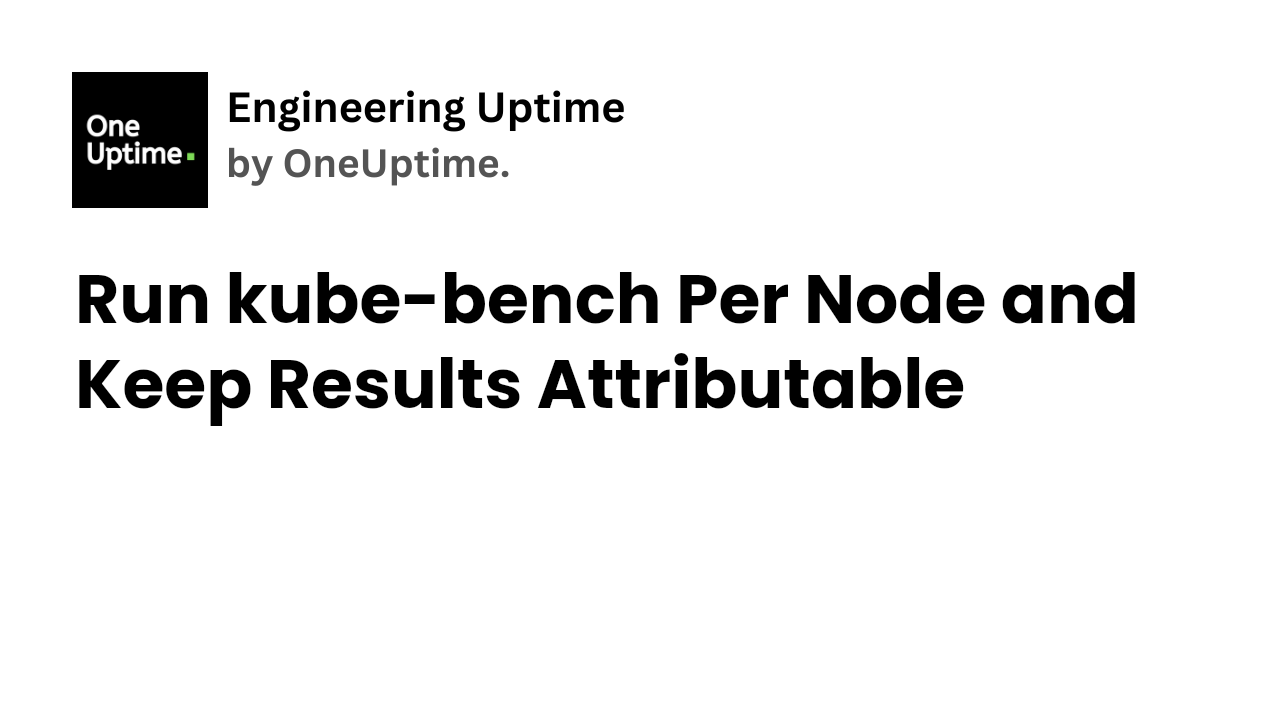 One
Uptime
Engineering Uptime
by OneUptime.
Run kube-bench Per Node and
Keep Results Attributable